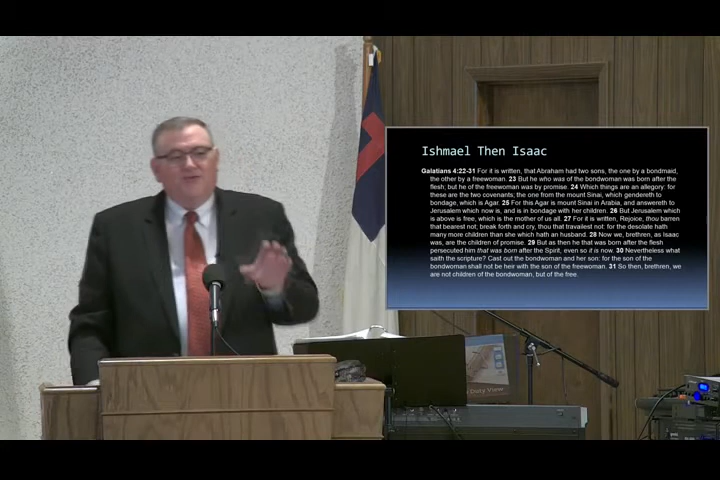 Ishmael Then Isaac
Galatians 4:22-31 For it is written, that Abraham had two sons, the one by a bondmaid,
the other by a freewoman. 23 But he who was of the bondwoman was born after the
flesh; but he of the freewoman was by promise. 24 Which things are an allegory: for
these are the two covenants; the one from the mount Sinai, which gendereth to
bondage, which is Agar. 25 For this Agar is mount Sinai in Arabia, and answereth to
Jerusalem which now is, and is in bondage with her children. 26 But Jerusalem which
is above is free, which is the mother of us all. 27 For it is written, Rejoice, thou barren
that bearest not; break forth and cry, thou that travailest not: for the desolate hath
many more children than she which hath an husband. 28 Now we, brethren, as Isaac
was, are the children of promise. 29 But as then he that was born after the flesh
persecuted him that was born after the Spirit, even so it is now. 30 Nevertheless what
saith the scripture? Cast out the bondwoman and her son: for the son of the
bondwoman shall not be heir with the son of the freewoman. 31 So then, brethren, we
are not children of the bondwoman, but of the free.
Duty View